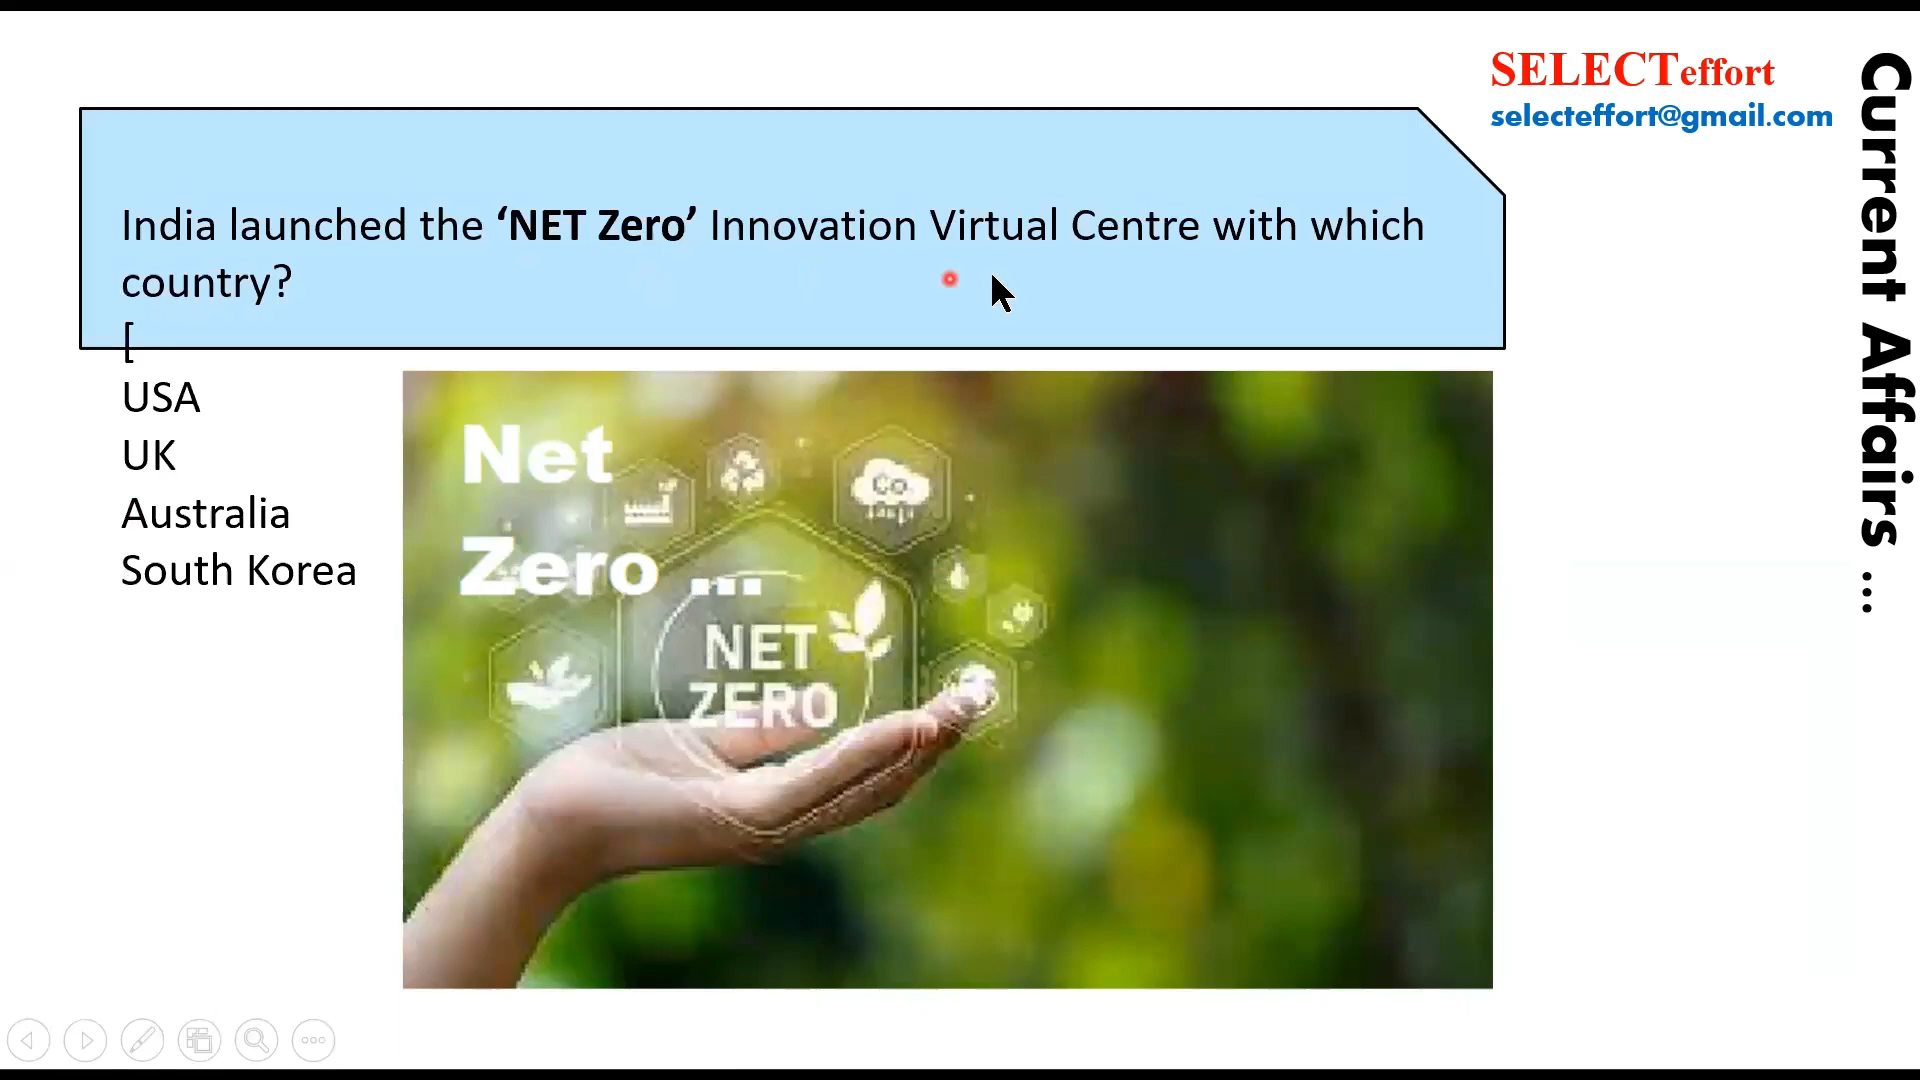 SELECTeffort
selecteffort@gmail.com
Current Affairs ...
India launched the ‘NET Zero’ Innovation Virtual Centre with which
country?
[
USA
UK
Australia
South Korea
Net
Zero ...
CO
NET
ZERO